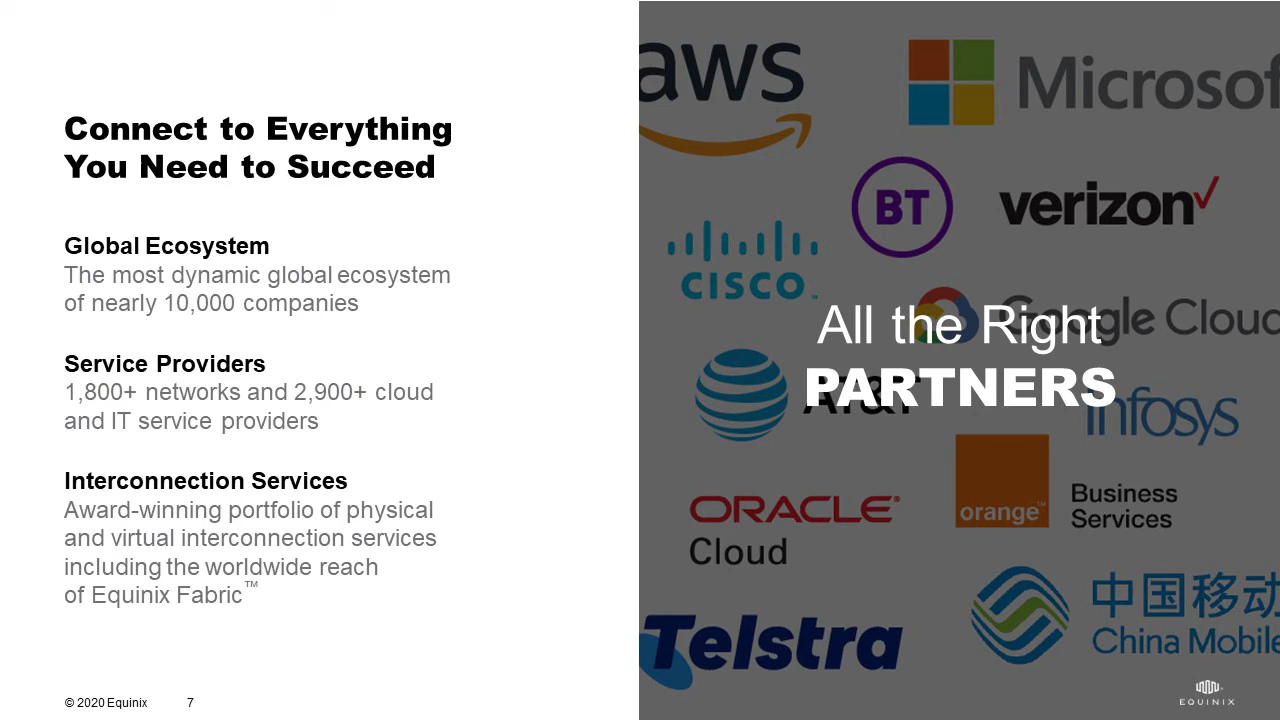 Connect to Everything
You Need to Succeed
Global Ecosystem
The most dynamic global ecosystem
of nearly 10,000 companies
Service Providers
1,800+ networks and 2,900+ cloud
and IT service providers
Interconnection Services
Award-winning portfolio of physical
and virtual interconnection services
including the worldwide reach
of Equinix Fabric™
© 2020 Equinix 7
aws
Microsof
BT
verizon
CISCO™
Google Cloud
All the Right
AT&T
PARTNERS
Infosys
ORACLE®
Cloud
orange™
Business
Services
中国移动
China Mobile
Telstra
EQUINIX